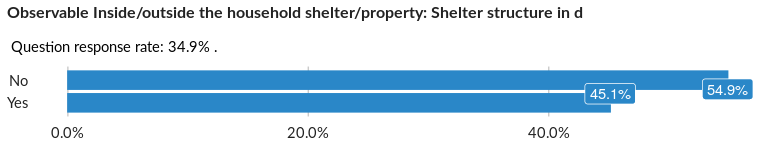 Observable Inside/outside the household shelter/property: Shelter structure in d
Question response rate: 34.9% .
No
54.9%
Yes
45.1%
0.0% 20.0% 40.0%